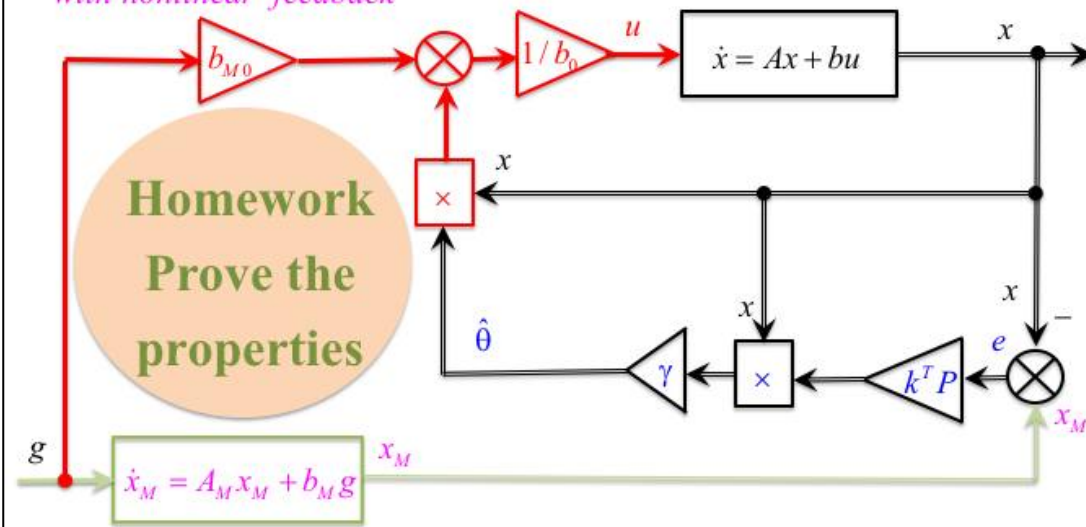 with nonlinear feedback
b_{M0}
1/b_0
u
ẋ = Ax + bu
x
Homework
Prove the
properties
×
x
x
x
−
θ̂
γ
×
k^T P
e
x_M
g
ẋ_M = A_M x_M + b_M g
x_M